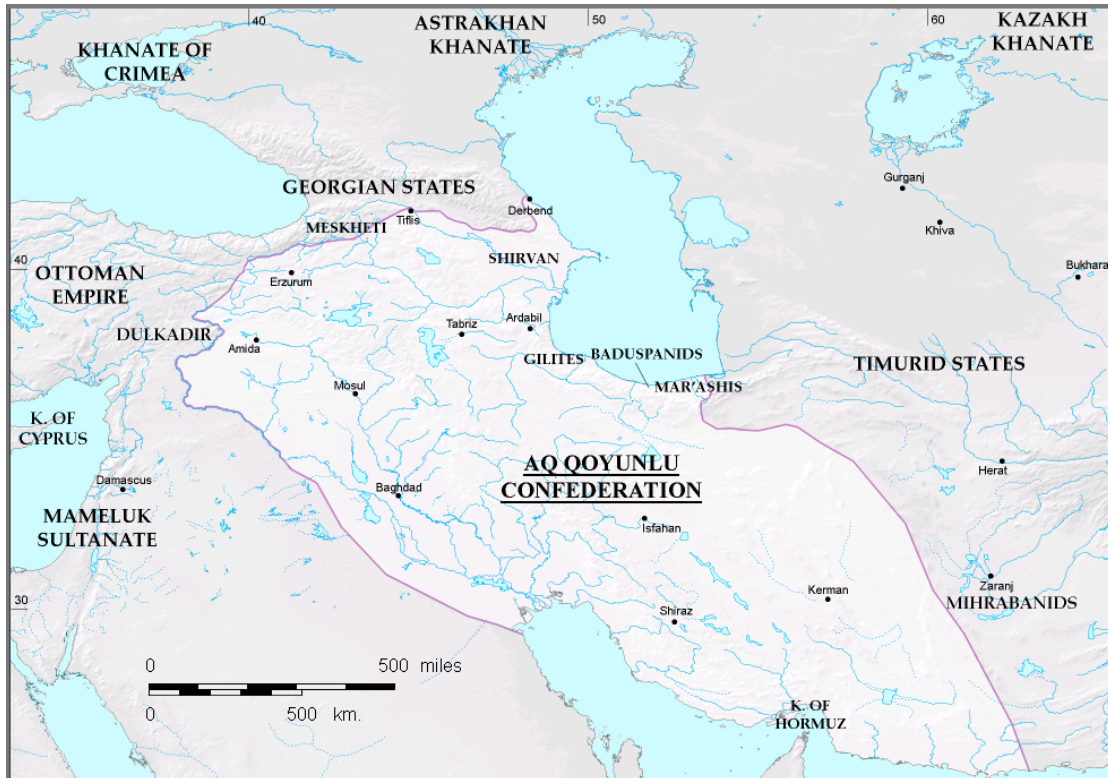 40
50
60
ASTRAKHAN
KHANATE
KAZAKH
KHANATE
KHANATE OF
CRIMEA
Gurganj
GEORGIAN STATES
Derbend
Tiflis
MESKHETI
Khiva
SHIRVAN
40
OTTOMAN
EMPIRE
Bukhara
Erzurum
DULKADIR
Ardabil
Tabriz
Amida
GILITES
BADUSPANIDS
TIMURID STATES
MAR'ASHIS
Mosul
K. OF
CYPRUS
AQ QOYUNLU
CONFEDERATION
Herat
Damascus
Baghdad
MAMELUK
SULTANATE
Isfahan
Zaranj
MIHRABANIDS
Kerman
30
Shiraz
0 500 miles
0 500 km.
K. OF
HORMUZ